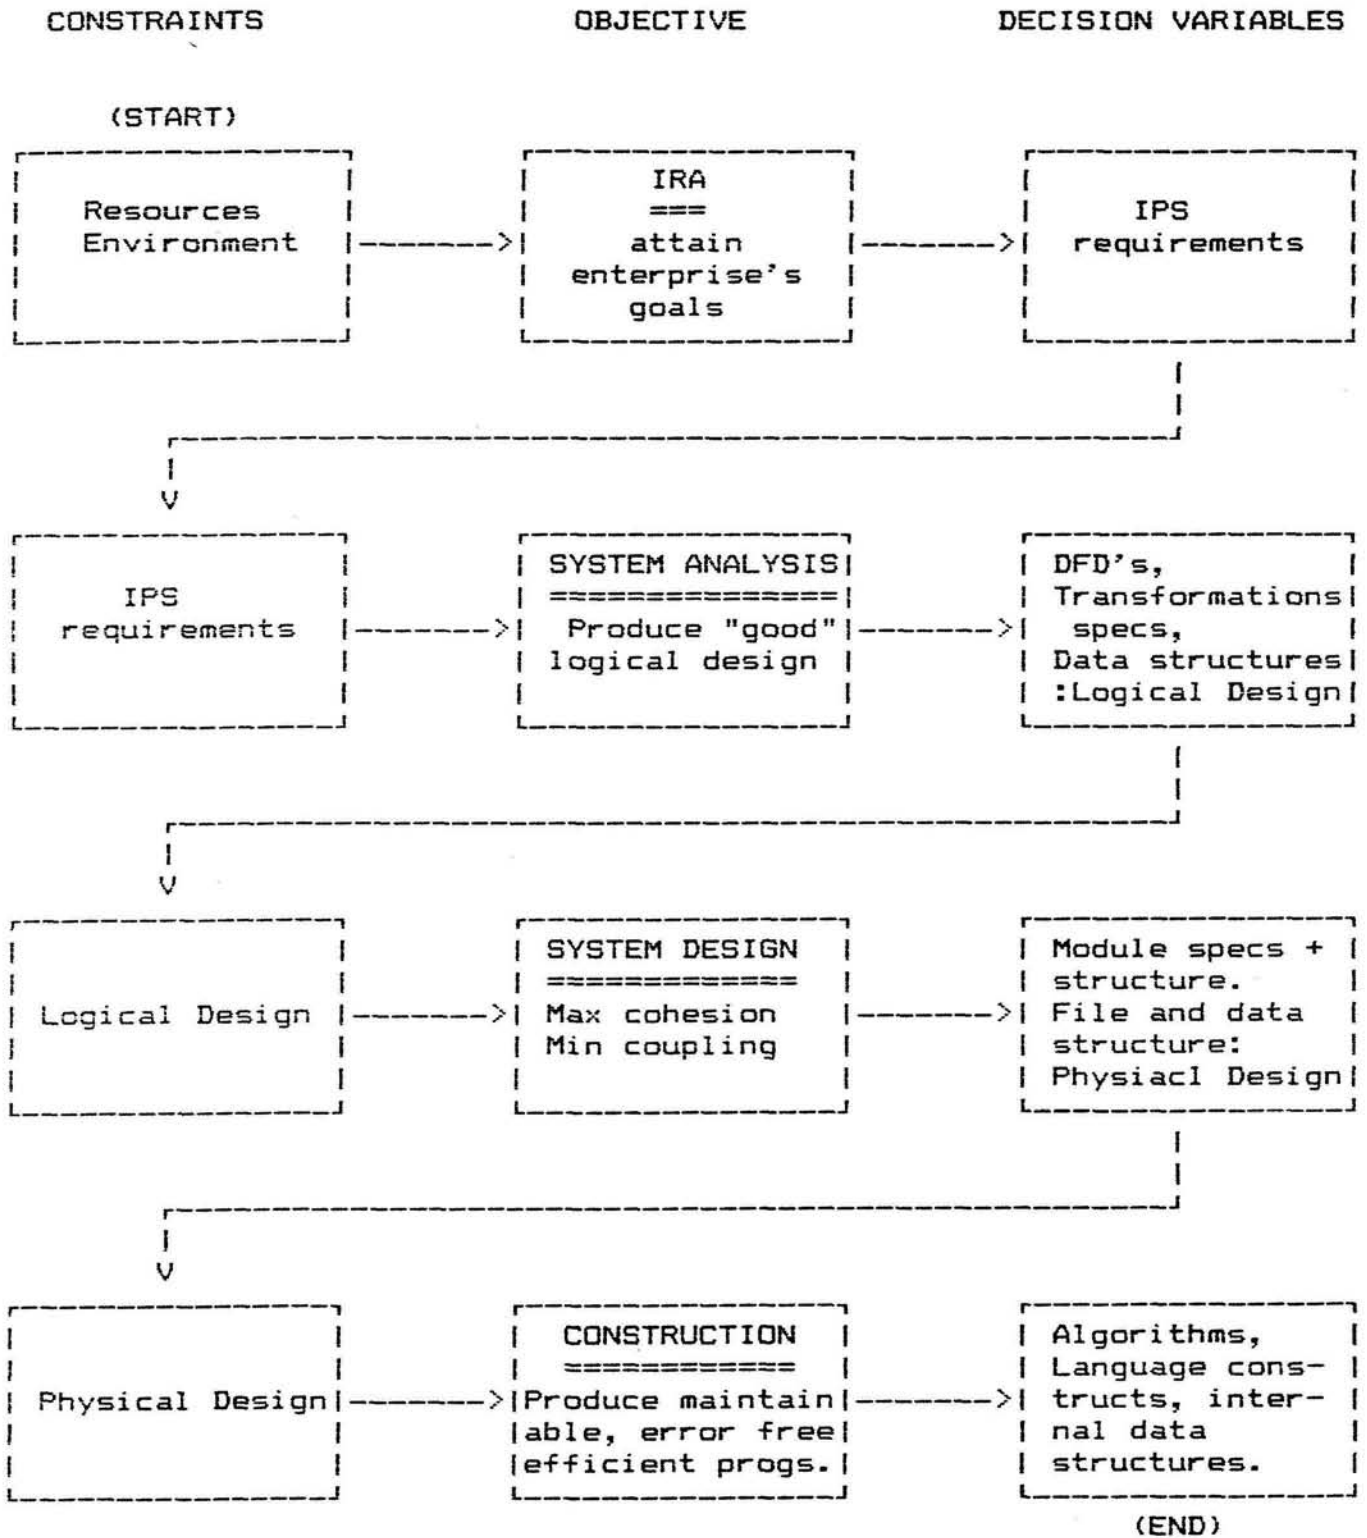 CONSTRAINTS OBJECTIVE DECISION VARIABLES
(START)
Resources
Environment
IRA
===
attain
enterprise's
goals
IPS
requirements
IPS
requirements
SYSTEM ANALYSIS
===============
Produce "good"
logical design
DFD's,
Transformations
specs,
Data structures
:Logical Design
Logical Design
SYSTEM DESIGN
=============
Max cohesion
Min coupling
Module specs +
structure.
File and data
structure:
Physiacl Design
Physical Design
CONSTRUCTION
============
Produce maintain
able, error free
efficient progs.
Algorithms,
Language cons-
tructs, inter-
nal data
structures.
(END)